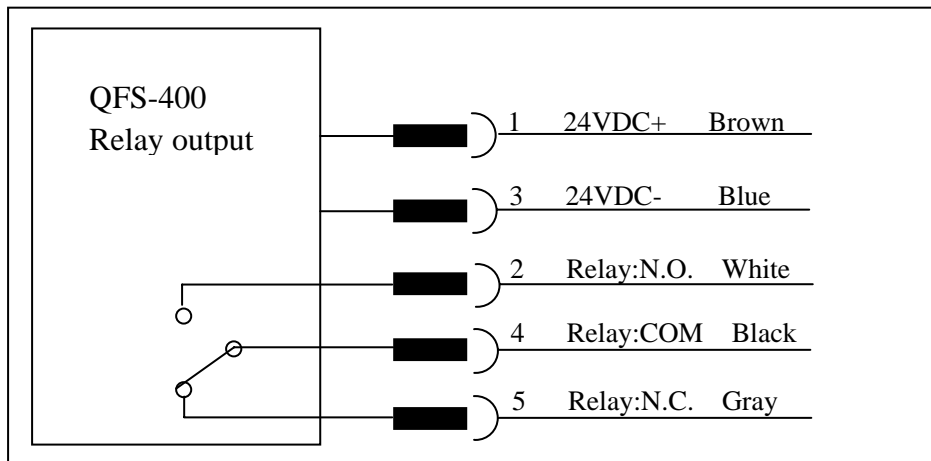 QFS-400
Relay output
1 24VDC+ Brown
3 24VDC- Blue
2 Relay:N.O. White
4 Relay:COM Black
5 Relay:N.C. Gray